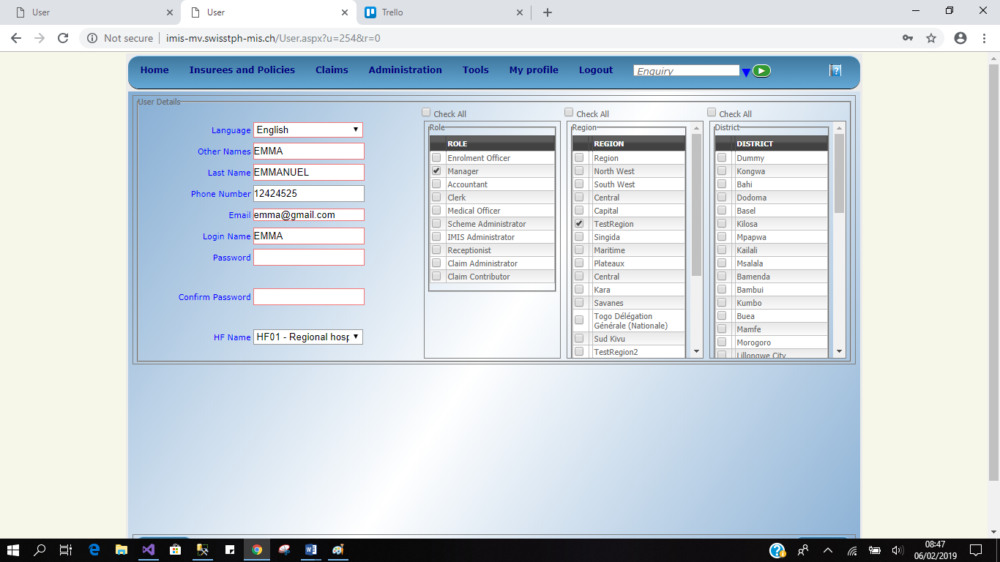 User
User
Trello
Not secure
imis-mv.swisstph-mis.ch/User.aspx?u=254&r=0
Home Insurees and Policies Claims Administration Tools My profile Logout Enquiry
User Details
Language English
Other Names EMMA
Last Name EMMANUEL
Phone Number 12424525
Email emma@gmail.com
Login Name EMMA
Password
Confirm Password
HF Name HF01 - Regional hosp
Check All
Role
ROLE
Enrolment Officer
Manager
Accountant
Clerk
Medical Officer
Scheme Administrator
IMIS Administrator
Receptionist
Claim Administrator
Claim Contributor
Check All
Region
REGION
Region
North West
South West
Central
Capital
TestRegion
Singida
Maritime
Plateaux
Central
Kara
Savanes
Togo Délégation
Générale (Nationale)
Sud Kivu
TestRegion2
Check All
District
DISTRICT
Dummy
Kongwa
Bahi
Dodoma
Basel
Kilosa
Mpapwa
Kailali
Msalala
Bamenda
Bambui
Kumbo
Buea
Mamfe
Morogoro
Lillongwe City
08:47
06/02/2019